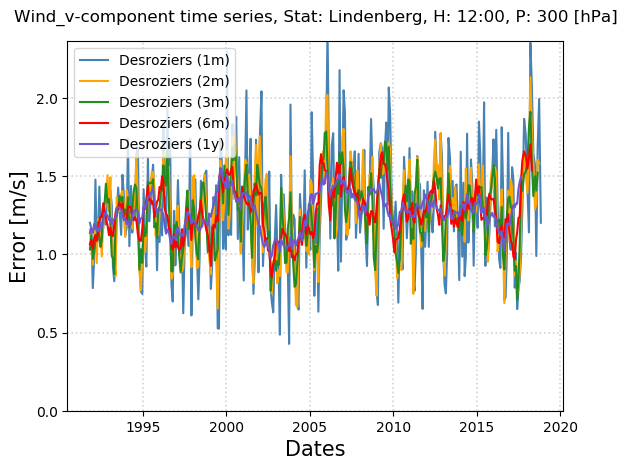 Wind_v-component time series, Stat: Lindenberg, H: 12:00, P: 300 [hPa]
Desroziers (1m)
Desroziers (2m)
Desroziers (3m)
Desroziers (6m)
Desroziers (1y)
Error [m/s]
2.0
1.5
1.0
0.5
0.0
1995
2000
2005
2010
2015
2020
Dates